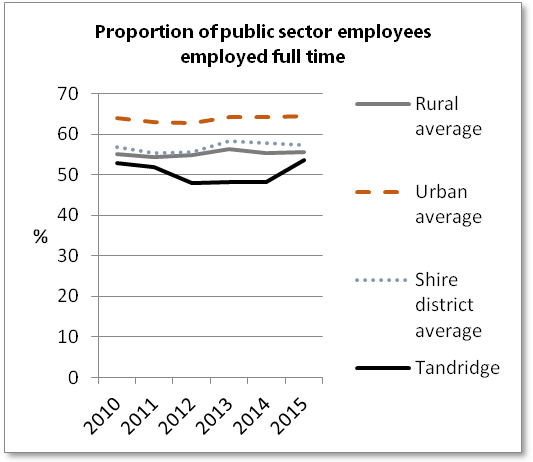 Proportion of public sector employees
employed full time
70
60
50
40
30
20
10
0
%
2010
2011
2012
2013
2014
2015
Rural
average
Urban
average
Shire
district
average
Tandridge